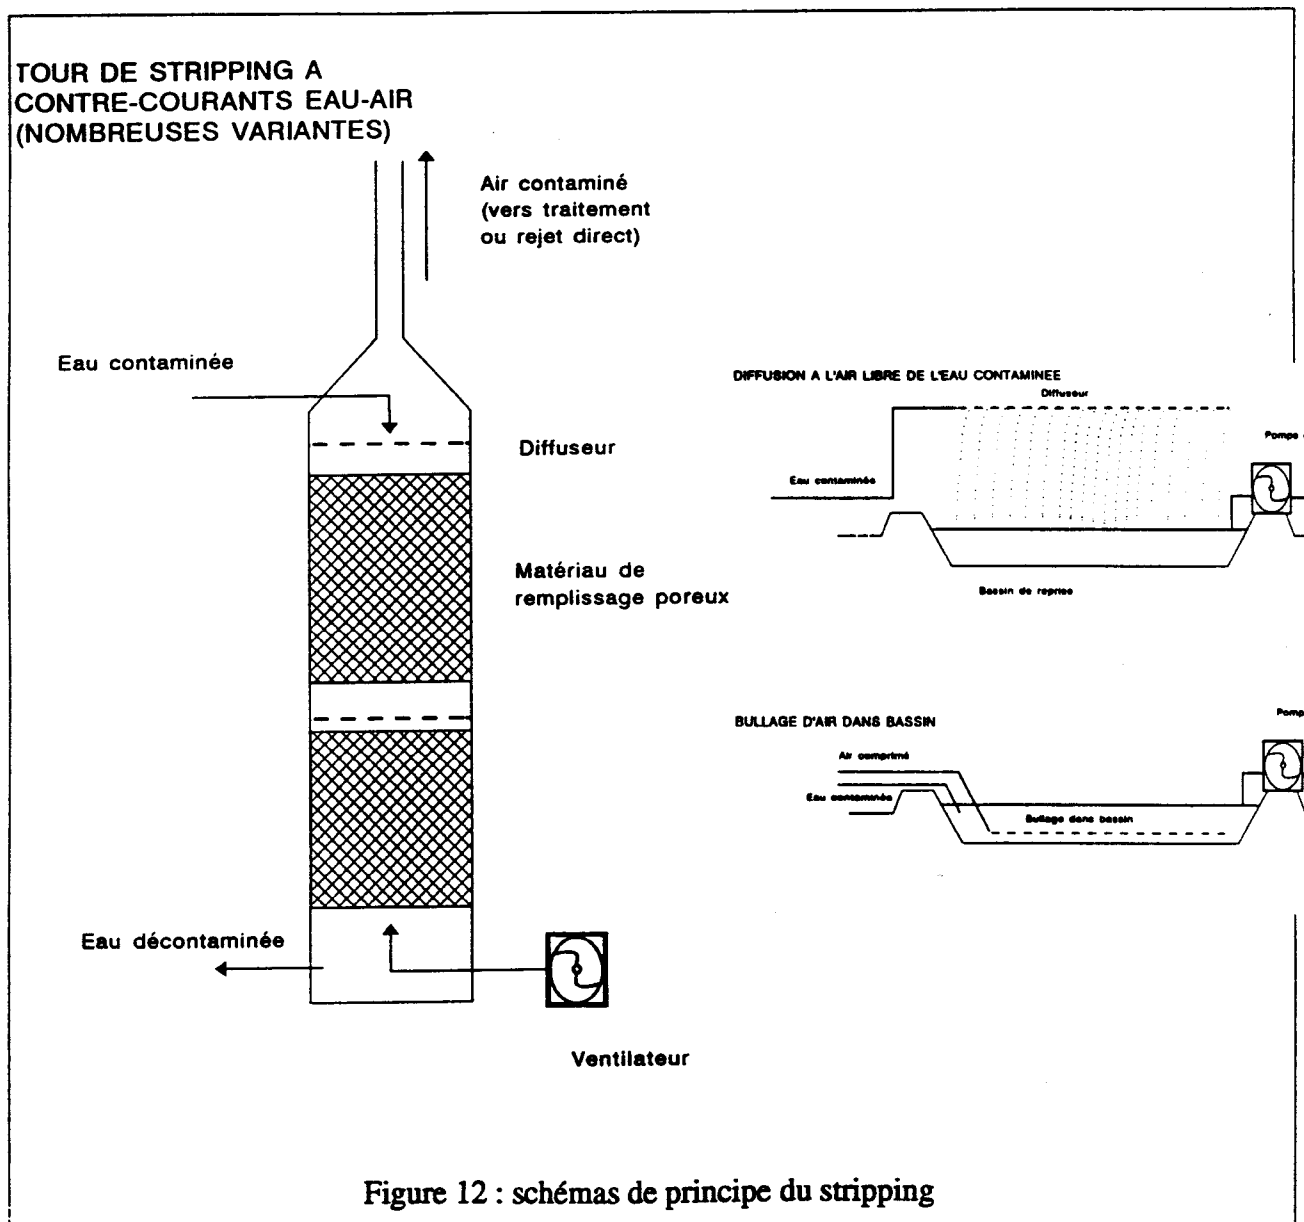 TOUR DE STRIPPING A
CONTRE-COURANTS EAU-AIR
(NOMBREUSES VARIANTES)
Air contaminé
(vers traitement
ou rejet direct)
Eau contaminée
Diffuseur
Matériau de
remplissage poreux
Eau décontaminée
Ventilateur
DIFFUSION A L'AIR LIBRE DE L'EAU CONTAMINEE
Diffuseur
Pompe
Eau contaminée
Bassin de reprise
BULLAGE D'AIR DANS BASSIN
Pomp
Air comprimé
Eau contaminée
Bullage dans bassin
Figure 12 : schémas de principe du stripping